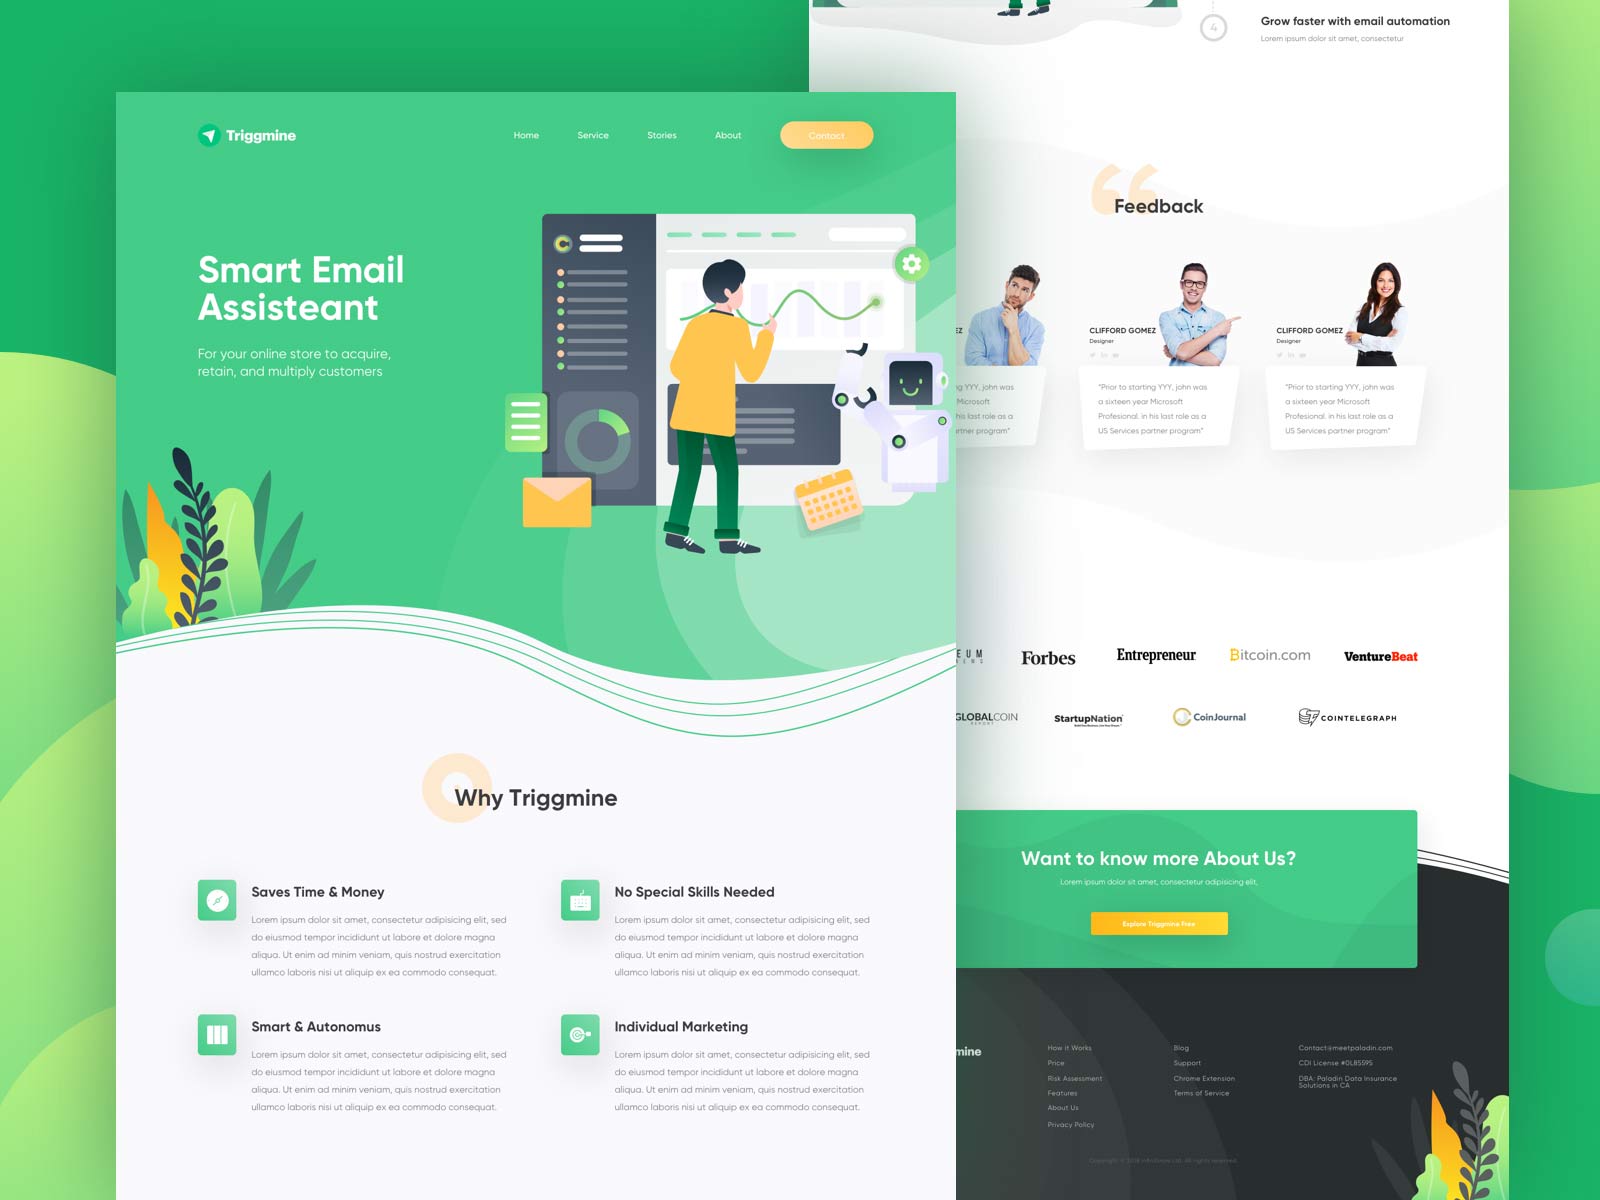 Triggmine
Home
Service
Stories
About
Contact
Smart Email
Assisteant
For your online store to acquire,
retain, and multiply customers
Why Triggmine
Saves Time & Money
Lorem ipsum dolor sit amet, consectetur adipisicing elit, sed
do eiusmod tempor incididunt ut labore et dolore magna
aliqua. Ut enim ad minim veniam, quis nostrud exercitation
ullamco laboris nisi ut aliquip ex ea commodo consequat.
No Special Skills Needed
Lorem ipsum dolor sit amet, consectetur adipisicing elit, sed
do eiusmod tempor incididunt ut labore et dolore magna
aliqua. Ut enim ad minim veniam, quis nostrud exercitation
ullamco laboris nisi ut aliquip ex ea commodo consequat.
Smart & Autonomus
Lorem ipsum dolor sit amet, consectetur adipisicing elit, sed
do eiusmod tempor incididunt ut labore et dolore magna
aliqua. Ut enim ad minim veniam, quis nostrud exercitation
ullamco laboris nisi ut aliquip ex ea commodo consequat.
Individual Marketing
Lorem ipsum dolor sit amet, consectetur adipisicing elit, sed
do eiusmod tempor incididunt ut labore et dolore magna
aliqua. Ut enim ad minim veniam, quis nostrud exercitation
ullamco laboris nisi ut aliquip ex ea commodo consequat.
4
Grow faster with email automation
Lorem ipsum dolor sit amet, consectetur
Feedback
EZ
ng YYY, john was
Microsoft
his last role as a
rtner program"
CLIFFORD GOMEZ
Designer
"Prior to starting YYY, john was
a sixteen year Microsoft
Profesional. in his last role as a
US Services partner program"
CLIFFORD GOMEZ
Designer
"Prior to starting YYY, john was
a sixteen year Microsoft
Profesional. in his last role as a
US Services partner program"
EUM
Forbes
Entrepreneur
Bitcoin.com
VentureBeat
GLOBALCOIN
REPORT
StartupNation
CoinJournal
COINTELEGRAPH
Want to know more About Us?
Lorem ipsum dolor sit amet, consectetur adipisicing elit,
Explore Triggmine Free
mine
How it Works
Price
Risk Assessment
Features
About Us
Privacy Policy
Blog
Support
Chrome Extension
Terms of Service
Contact@meetpaladin.com
CDI License #0L85595
DBA: Paladin Data Insurance
Solutions in CA